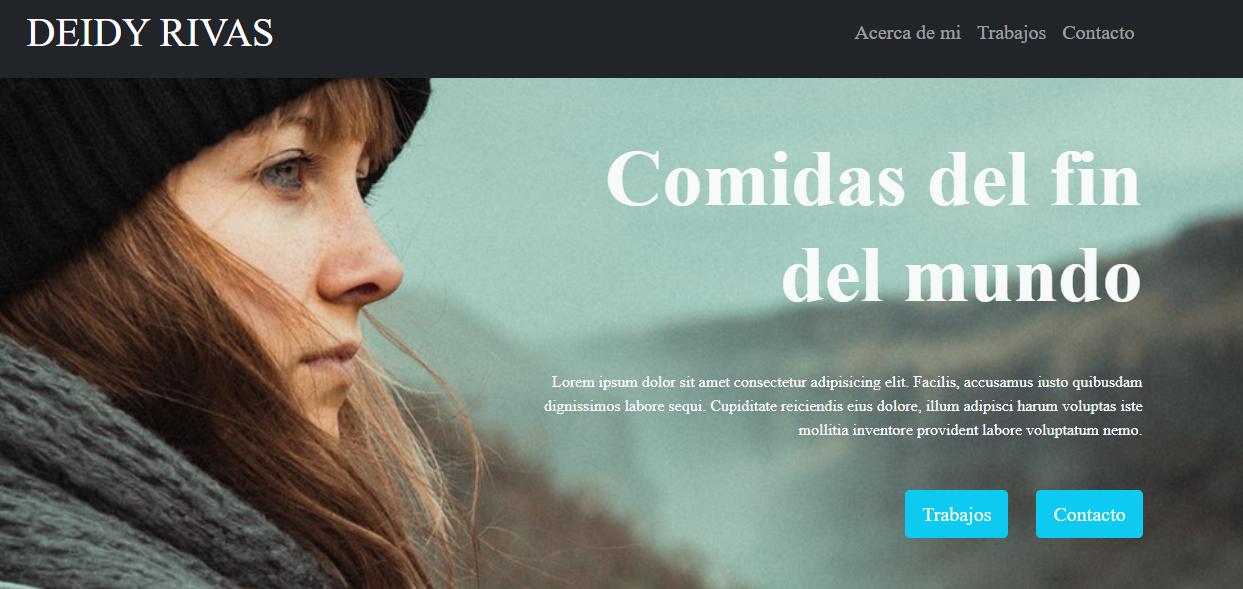 DEIDY RIVAS
Acerca de mi Trabajos Contacto
Comidas del fin
del mundo
Lorem ipsum dolor sit amet consectetur adipisicing elit. Facilis, accusamus iusto quibusdam
dignissimos labore sequi. Cupiditate reiciendis eius dolore, illum adipisci harum voluptas iste
mollitia inventore provident labore voluptatum nemo.
Trabajos Contacto